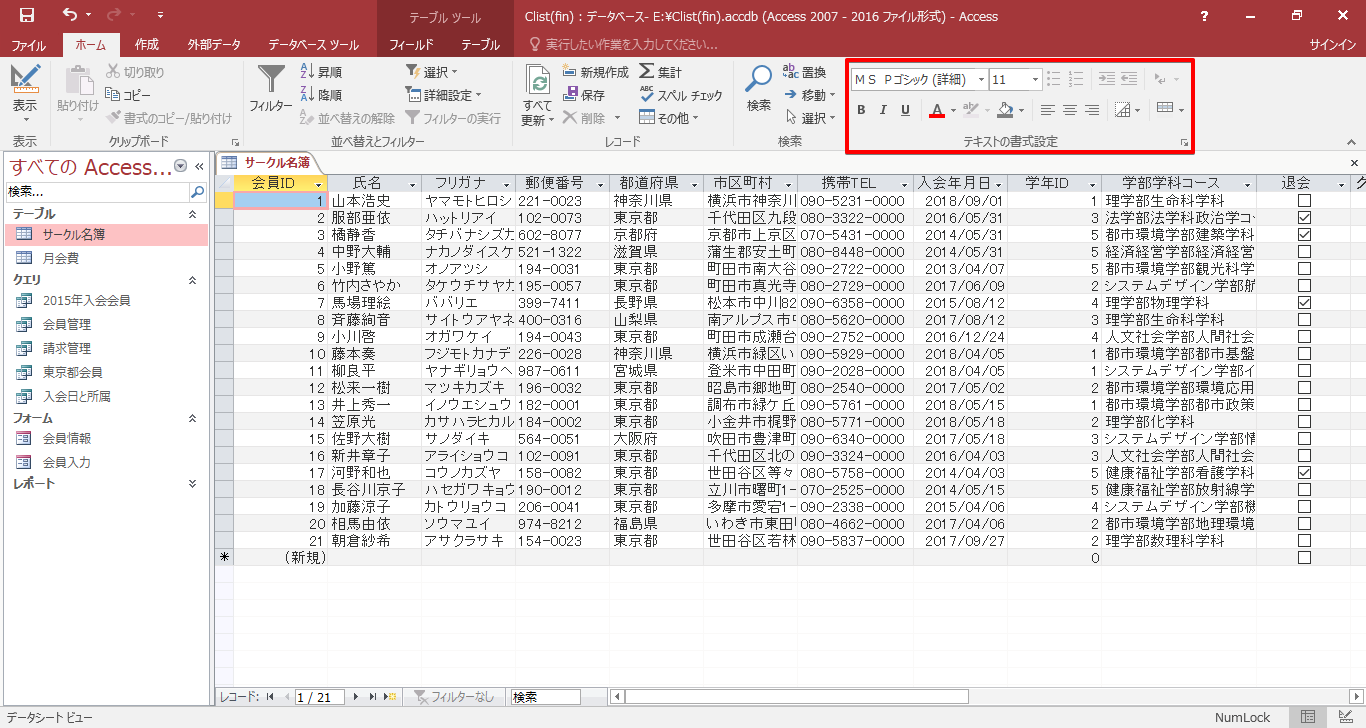 テーブル ツール
Clist(fin) : データベース- E:¥Clist(fin).accdb (Access 2007 - 2016 ファイル形式) - Access
?
ファイル ホーム 作成 外部データ データベース ツール フィールド テーブル 実行したい作業を入力してください... サインイン
表示
貼り付け
切り取り
コピー
書式のコピー/貼り付け
フィルター
昇順
降順
並べ替えの解除
選択
詳細設定
フィルターの実行
すべて更新
新規作成
保存
削除
集計
スペル チェック
その他
検索
置換
移動
選択
ＭＳ Ｐゴシック (詳細) 11
B I U A
表示 クリップボード 並べ替えとフィルター レコード 検索 テキストの書式設定
すべての Access... «
検索...
テーブル
サークル名簿
月会費
クエリ
2015年入会会員
会員管理
請求管理
東京都会員
入会日と所属
フォーム
会員情報
会員入力
レポート
サークル名簿
会員ID 氏名 フリガナ 郵便番号 都道府県 市区町村 携帯TEL 入会年月日 学年ID 学部学科コース 退会 ク
1 山本浩史 ヤマモトヒロシ 221-0023 神奈川県 横浜市神奈川 090-5231-0000 2018/09/01 1 理学部生命科学科
2 服部亜依 ハットリアイ 102-0073 東京都 千代田区九段 080-3322-0000 2016/05/31 3 法学部法学科政治学コ
3 橘静香 タチバナシズカ 602-8077 京都府 京都市上京区 070-5431-0000 2014/05/31 5 都市環境学部建築学科
4 中野大輔 ナカノダイスケ 521-1322 滋賀県 蒲生郡安土町 080-8448-0000 2014/05/31 5 経済経営学部経済経営
5 小野篤 オノアツシ 194-0031 東京都 町田市南大谷 090-2722-0000 2013/04/07 5 都市環境学部観光科学
6 竹内さやか タケウチサヤカ 195-0057 東京都 町田市真光寺 080-2729-0000 2017/06/09 2 システムデザイン学部航
7 馬場理絵 ババリエ 399-7411 長野県 松本市中川82 090-6358-0000 2015/08/12 4 理学部物理学科
8 斉藤絢音 サイトウアヤネ 400-0316 山梨県 南アルプス市 080-5620-0000 2017/08/12 3 理学部生命科学科
9 小川啓 オガワケイ 194-0043 東京都 町田市成瀬台 090-2752-0000 2016/12/24 4 人文社会学部人間社会
10 藤本奏 フジモトカナデ 226-0028 神奈川県 横浜市緑区い 090-5929-0000 2018/04/05 1 都市環境学部都市基盤
11 柳良平 ヤナギリョウヘ 987-0611 宮城県 登米市中田町 090-2028-0000 2018/04/05 1 システムデザイン学部イ
12 松来一樹 マツキカズキ 196-0032 東京都 昭島市郷地町 080-2540-0000 2017/05/02 2 都市環境学部環境応用
13 井上秀一 イノウエシュウ 182-0001 東京都 調布市緑ケ丘 090-5761-0000 2018/05/15 1 都市環境学部都市政策
14 笠原光 カサハラヒカル 184-0002 東京都 小金井市梶野 080-5771-0000 2018/05/18 2 理学部化学科
15 佐野大樹 サノダイキ 564-0051 大阪府 吹田市豊津町 090-6340-0000 2017/05/18 3 システムデザイン学部情
16 新井章子 アライショウコ 102-0091 東京都 千代田区北の 090-3324-0000 2016/04/03 3 人文社会学部人間社会
17 河野和也 コウノカズヤ 158-0082 東京都 世田谷区等々 080-5758-0000 2014/04/03 5 健康福祉学部看護学科
18 長谷川京子 ハセガワキョウ 190-0012 東京都 立川市曙町1- 070-2525-0000 2014/05/15 5 健康福祉学部放射線学
19 加藤涼子 カトウリョウコ 206-0041 東京都 多摩市愛宕1- 090-2338-0000 2015/04/06 4 システムデザイン学部機
20 相馬由依 ソウマユイ 974-8212 福島県 いわき市東田 080-4662-0000 2017/04/06 2 都市環境学部地理環境
21 朝倉紗希 アサクラサキ 154-0023 東京都 世田谷区若林 090-5837-0000 2017/09/27 2 理学部数理科学科
* (新規) 0
レコード: 1 / 21 フィルターなし 検索
データシート ビュー NumLock